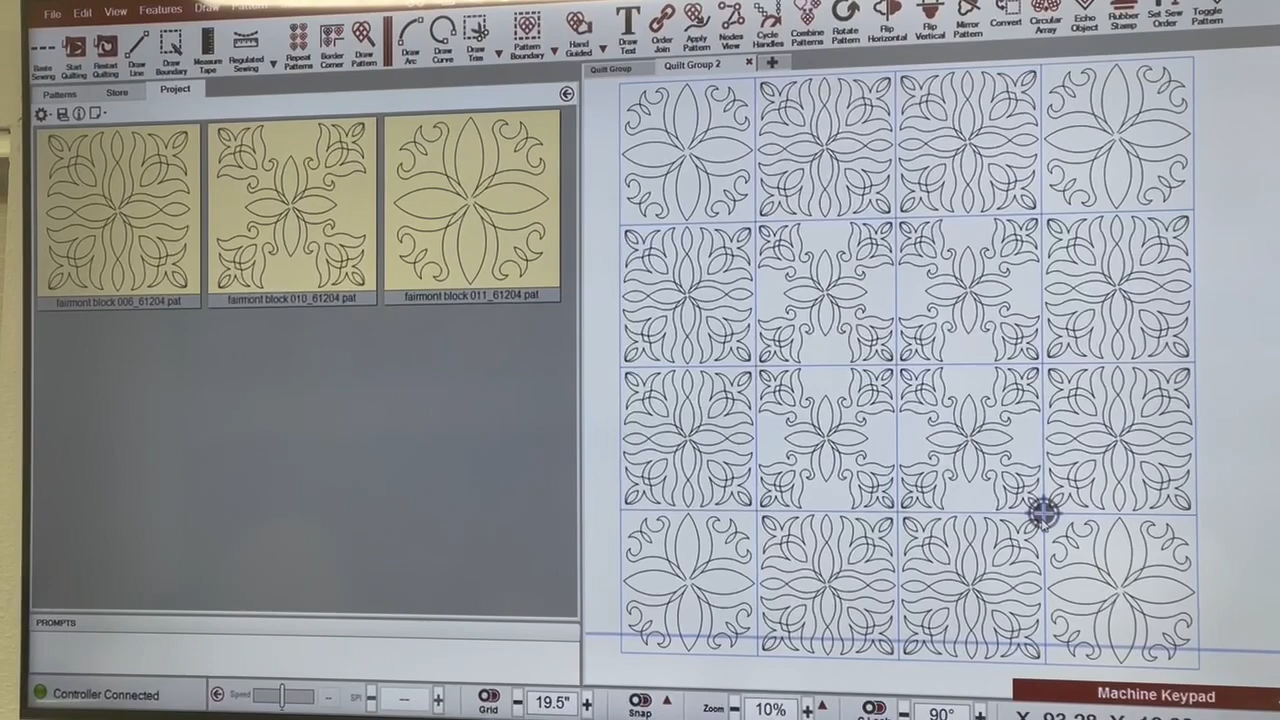 File Edit View Features Draw
Baste Sewing
Start Quilting
Restart Quilting
Draw Line
Draw Boundary
Measure Tape
Regulated Sewing
Repeat Patterns
Border Corner
Draw Pattern
Draw Arc
Draw Curve
Draw Trim
Pattern Boundary
Hand Guided
Draw Text
Order Join
Apply Pattern
Nodes View
Cycle Handles
Combine Patterns
Rotate Pattern
Flip Horizontal
Flip Vertical
Mirror Pattern
Convert
Circular Array
Echo Object
Rubber Stamp
Set Sew Order
Toggle Pattern
Patterns Store Project
Quilt Group Quilt Group 2
fairmont block 006_61204 pat
fairmont block 010_61204 pat
fairmont block 011_61204 pat
PROMPTS
Controller Connected
Speed -- SPI --
Grid 19.5"
Snap
Zoom 10%
90°
Machine Keypad